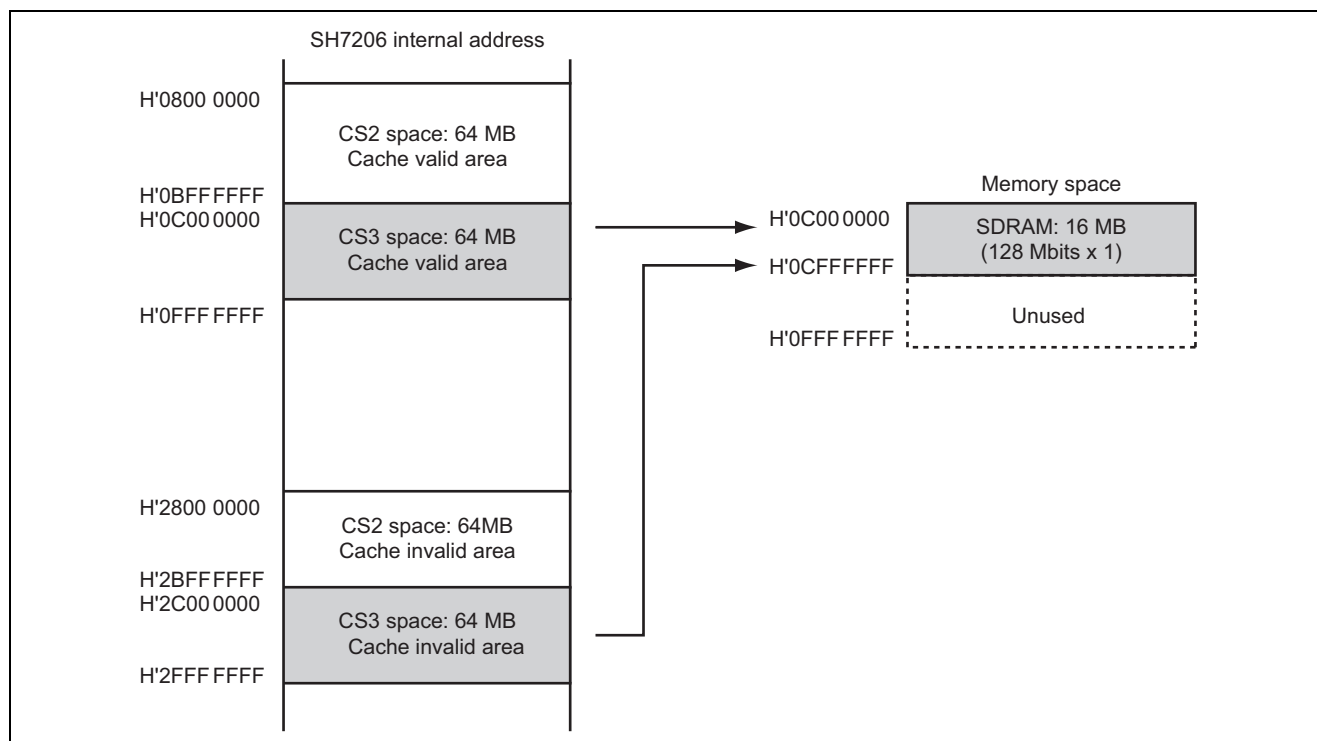 SH7206 internal address
H'0800 0000
CS2 space: 64 MB
Cache valid area
H'0BFF FFFF
H'0C00 0000
CS3 space: 64 MB
Cache valid area
H'0FFF FFFF
H'2800 0000
CS2 space: 64MB
Cache invalid area
H'2BFF FFFF
H'2C00 0000
CS3 space: 64 MB
Cache invalid area
H'2FFF FFFF
Memory space
H'0C00 0000
SDRAM: 16 MB
(128 Mbits x 1)
H'0CFF FFFF
Unused
H'0FFF FFFF